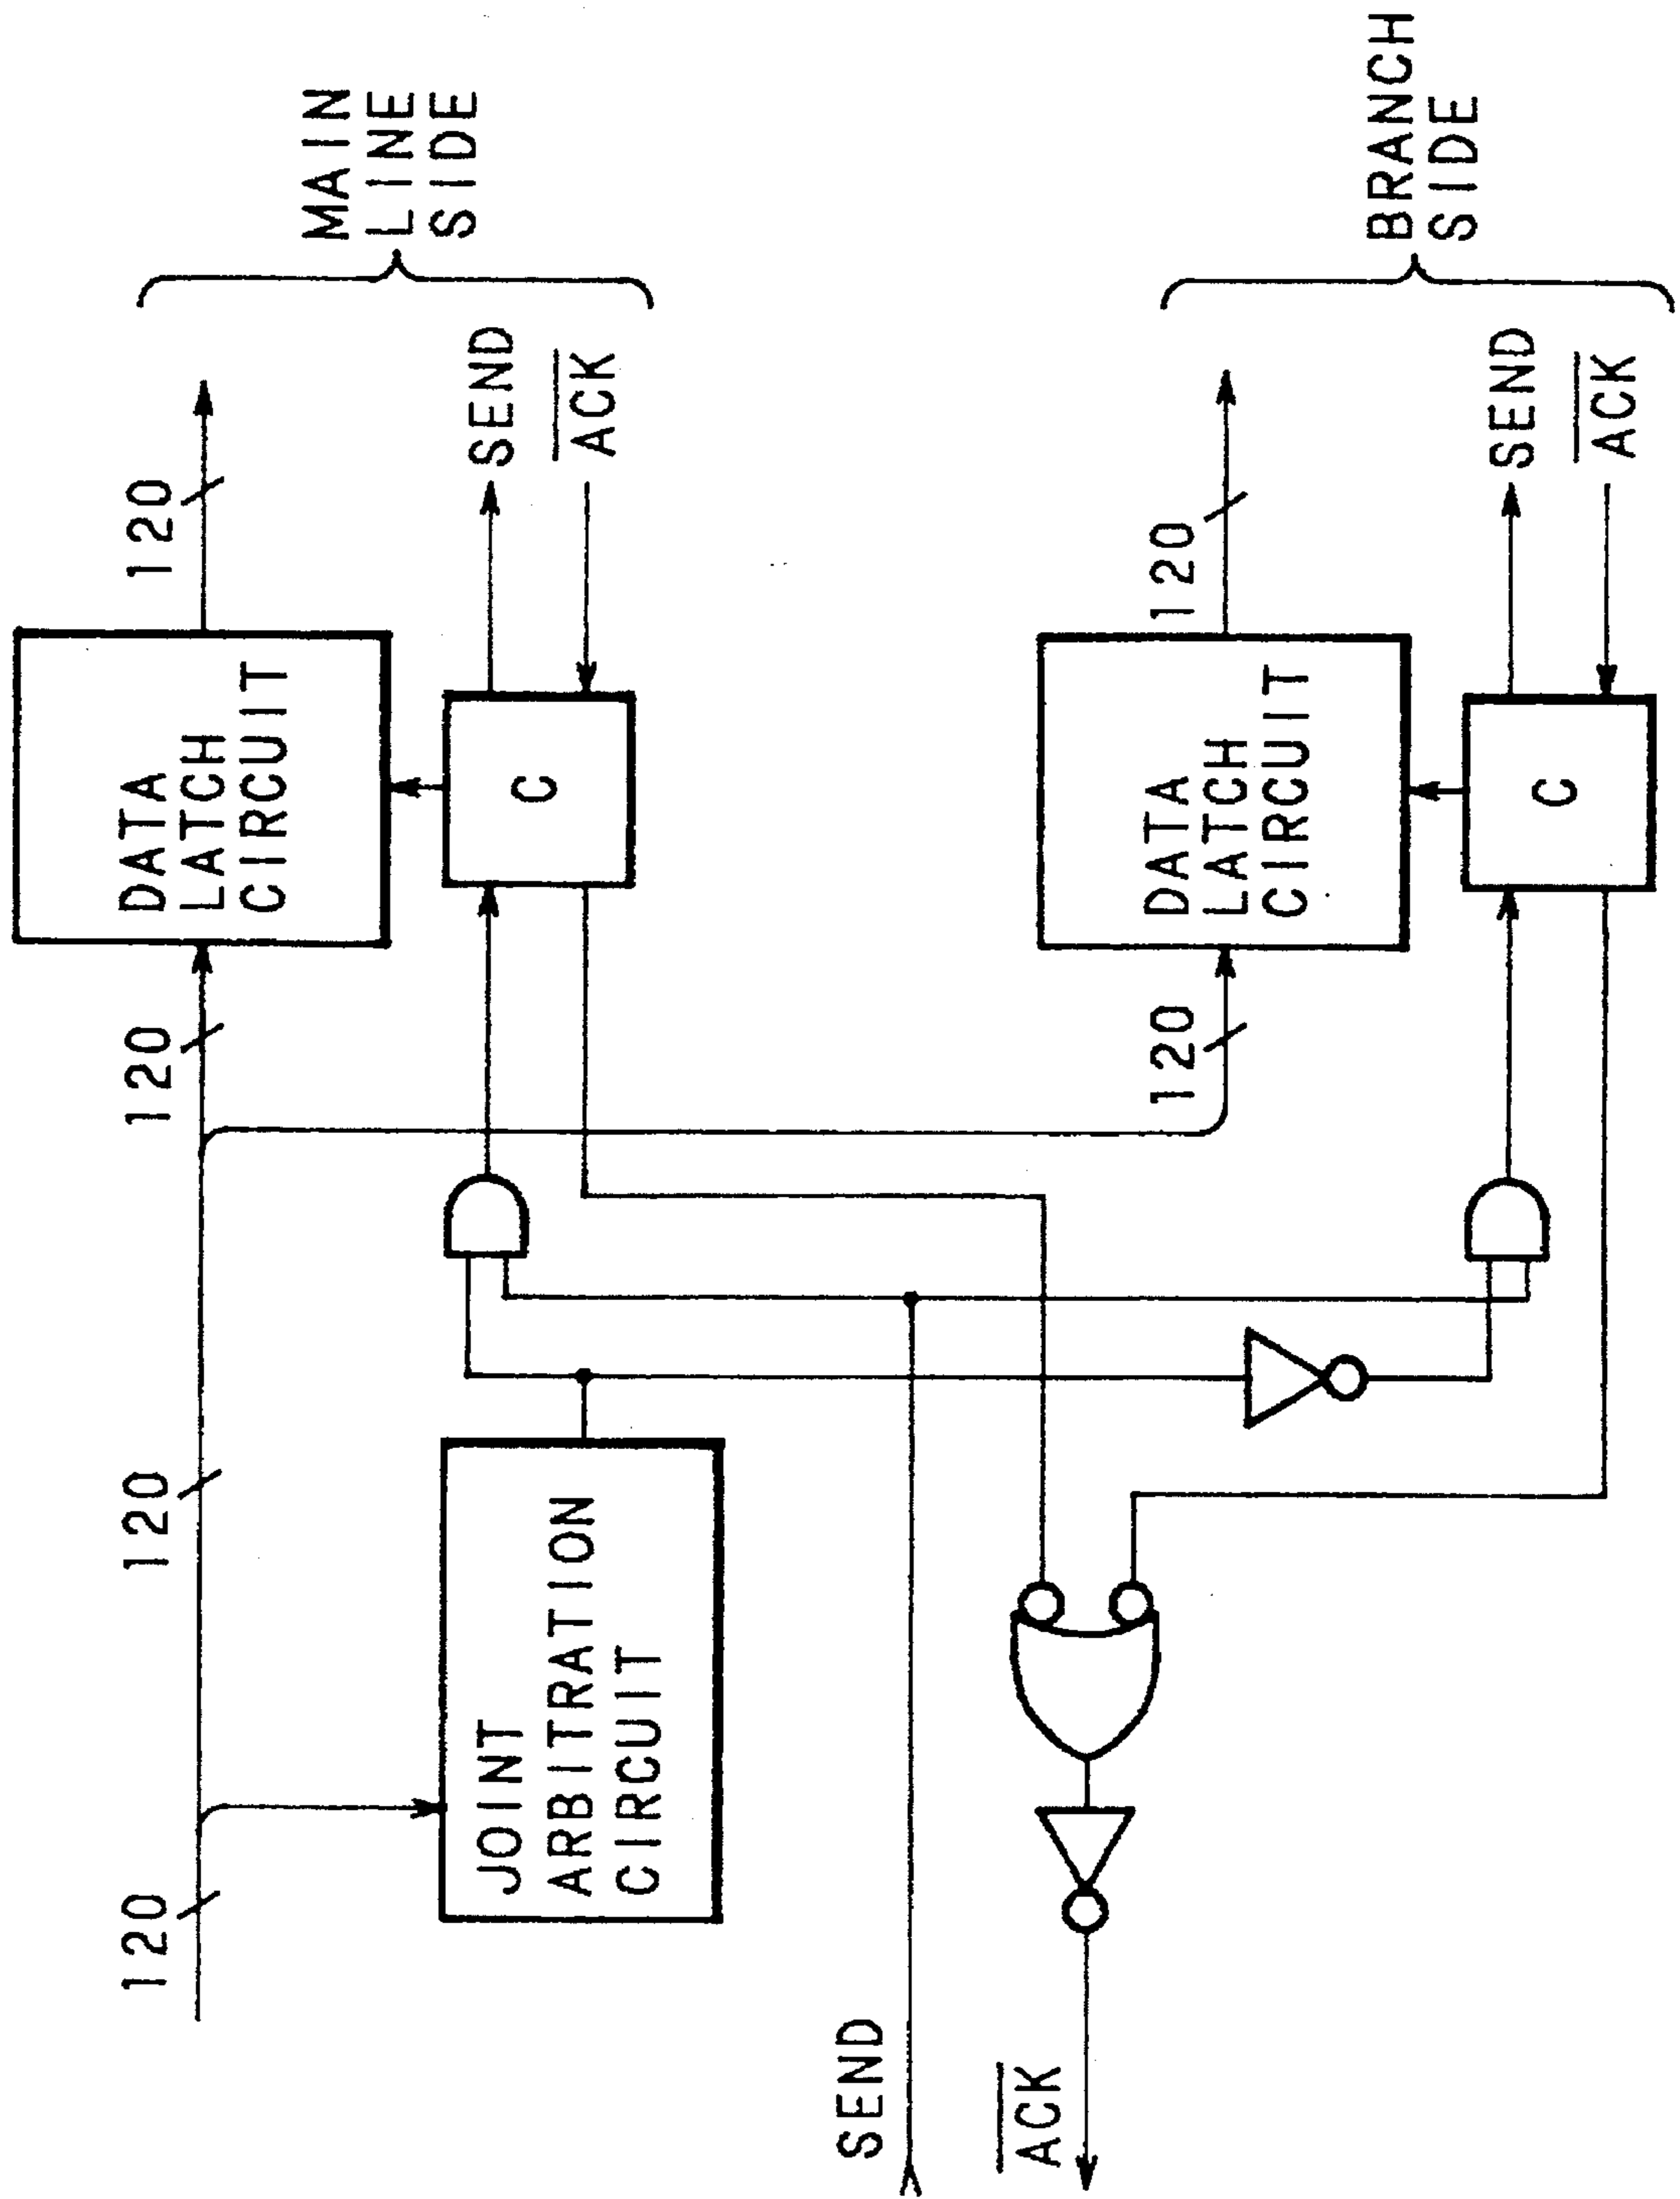 MAIN
LINE
SIDE
BRANCH
SIDE
120
SEND
ACK
120
SEND
ACK
DATA
LATCH
CIRCUIT
C
DATA
LATCH
CIRCUIT
C
120
120
120
JOINT
ARBITRATION
CIRCUIT
120
SEND
ACK